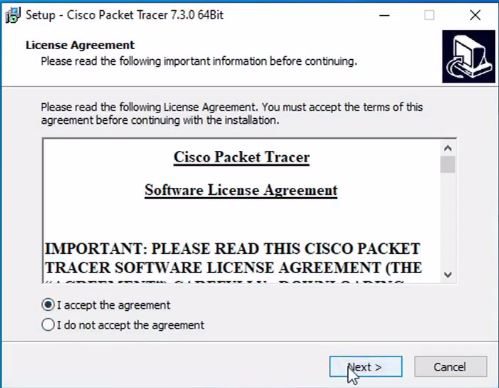 Setup - Cisco Packet Tracer 7.3.0 64Bit
License Agreement
Please read the following important information before continuing.
Please read the following License Agreement. You must accept the terms of this
agreement before continuing with the installation.
Cisco Packet Tracer
Software License Agreement
IMPORTANT: PLEASE READ THIS CISCO PACKET
TRACER SOFTWARE LICENSE AGREEMENT (THE
“AGREEMENT”) CAREFULLY. DOWNLOADING
I accept the agreement
I do not accept the agreement
Next >
Cancel